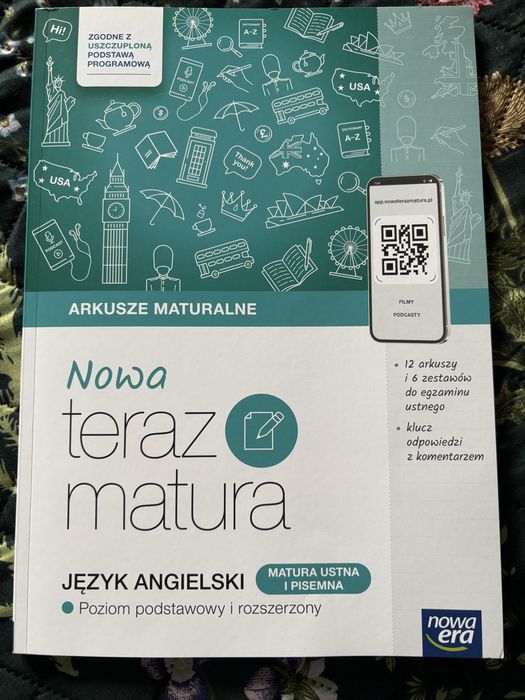 Hi!
ZGODNE Z
USZCZUPLONĄ
PODSTAWĄ
PROGRAMOWĄ
PODCAST
DICTIONARY
A–Z
USA
DICTIONARY
A–Z
Thank
you!
USA
PODCAST
app.nowaterazmatura.pl
FILMY
PODCASTY
ARKUSZE MATURALNE
Nowa
teraz
matura
• 12 arkuszy
i 6 zestawów
do egzaminu
ustnego
• klucz
odpowiedzi
z komentarzem
JĘZYK ANGIELSKI
MATURA USTNA
I PISEMNA
● Poziom podstawowy i rozszerzony
nowa
era